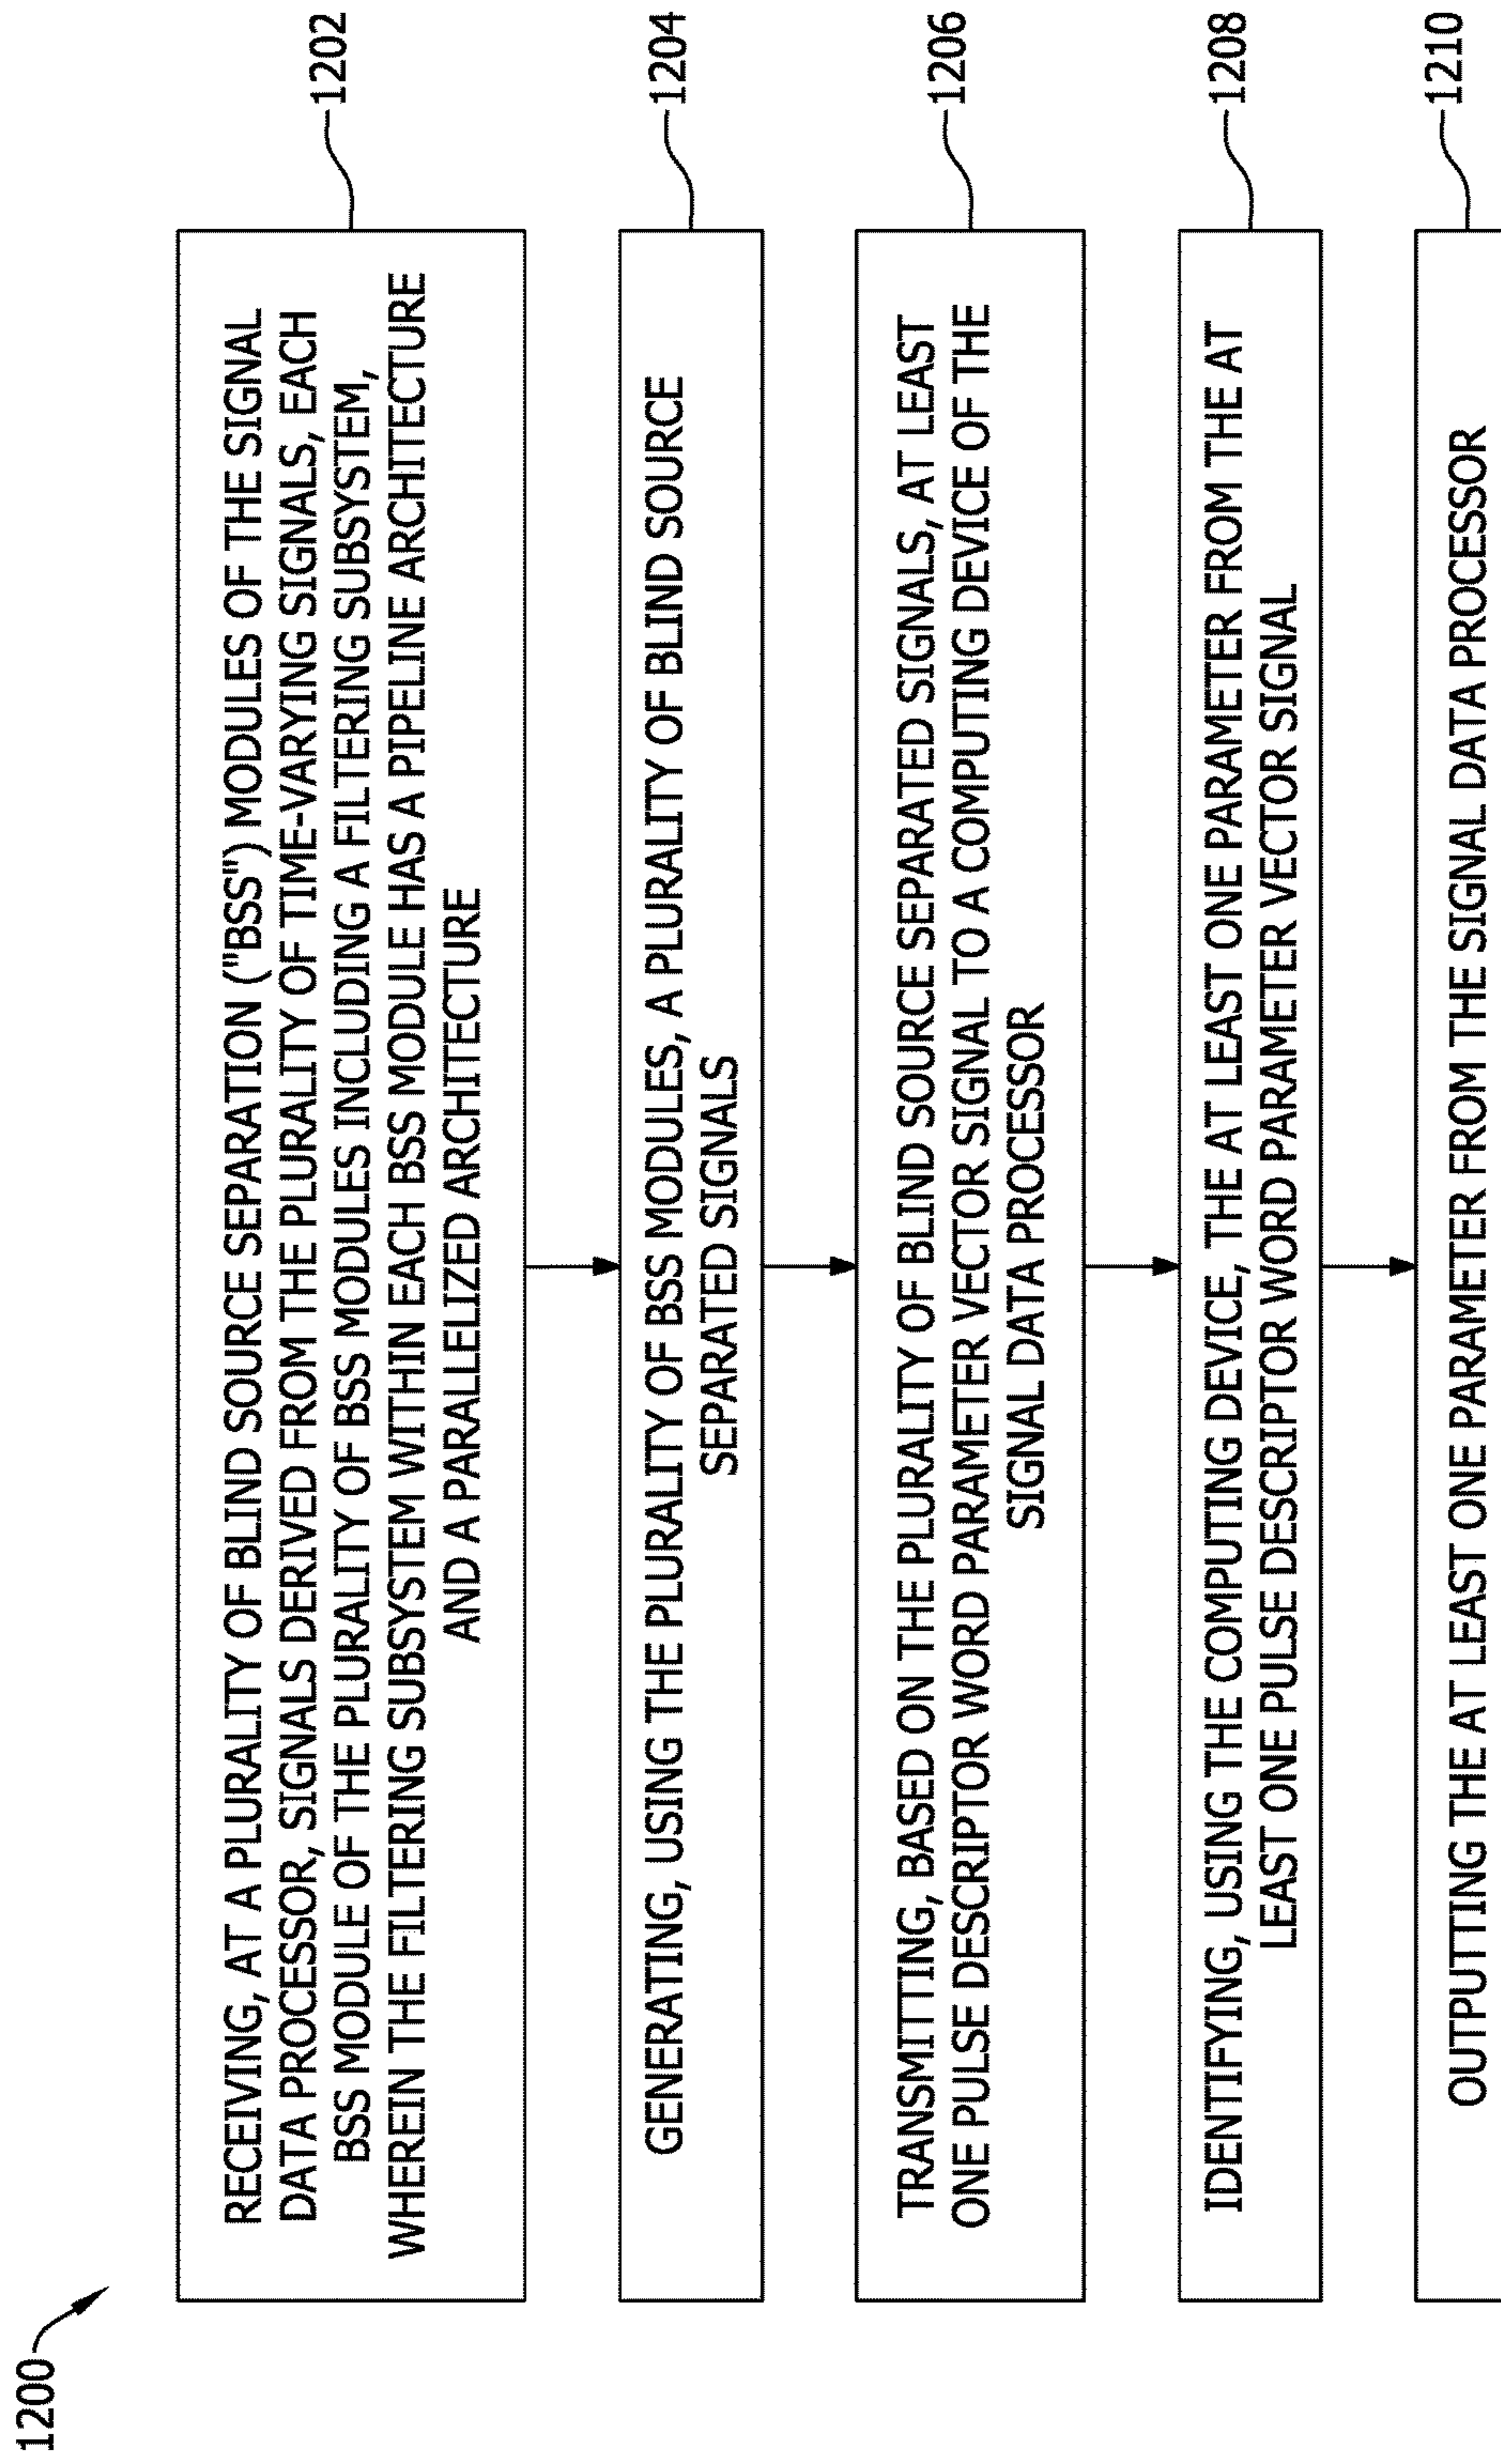 1200
RECEIVING, AT A PLURALITY OF BLIND SOURCE SEPARATION ("BSS") MODULES OF THE SIGNAL
DATA PROCESSOR, SIGNALS DERIVED FROM THE PLURALITY OF TIME-VARYING SIGNALS, EACH
BSS MODULE OF THE PLURALITY OF BSS MODULES INCLUDING A FILTERING SUBSYSTEM,
WHEREIN THE FILTERING SUBSYSTEM WITHIN EACH BSS MODULE HAS A PIPELINE ARCHITECTURE
AND A PARALLELIZED ARCHITECTURE
1202
GENERATING, USING THE PLURALITY OF BSS MODULES, A PLURALITY OF BLIND SOURCE
SEPARATED SIGNALS
1204
TRANSMITTING, BASED ON THE PLURALITY OF BLIND SOURCE SEPARATED SIGNALS, AT LEAST
ONE PULSE DESCRIPTOR WORD PARAMETER VECTOR SIGNAL TO A COMPUTING DEVICE OF THE
SIGNAL DATA PROCESSOR
1206
IDENTIFYING, USING THE COMPUTING DEVICE, THE AT LEAST ONE PARAMETER FROM THE AT
LEAST ONE PULSE DESCRIPTOR WORD PARAMETER VECTOR SIGNAL
1208
OUTPUTTING THE AT LEAST ONE PARAMETER FROM THE SIGNAL DATA PROCESSOR
1210